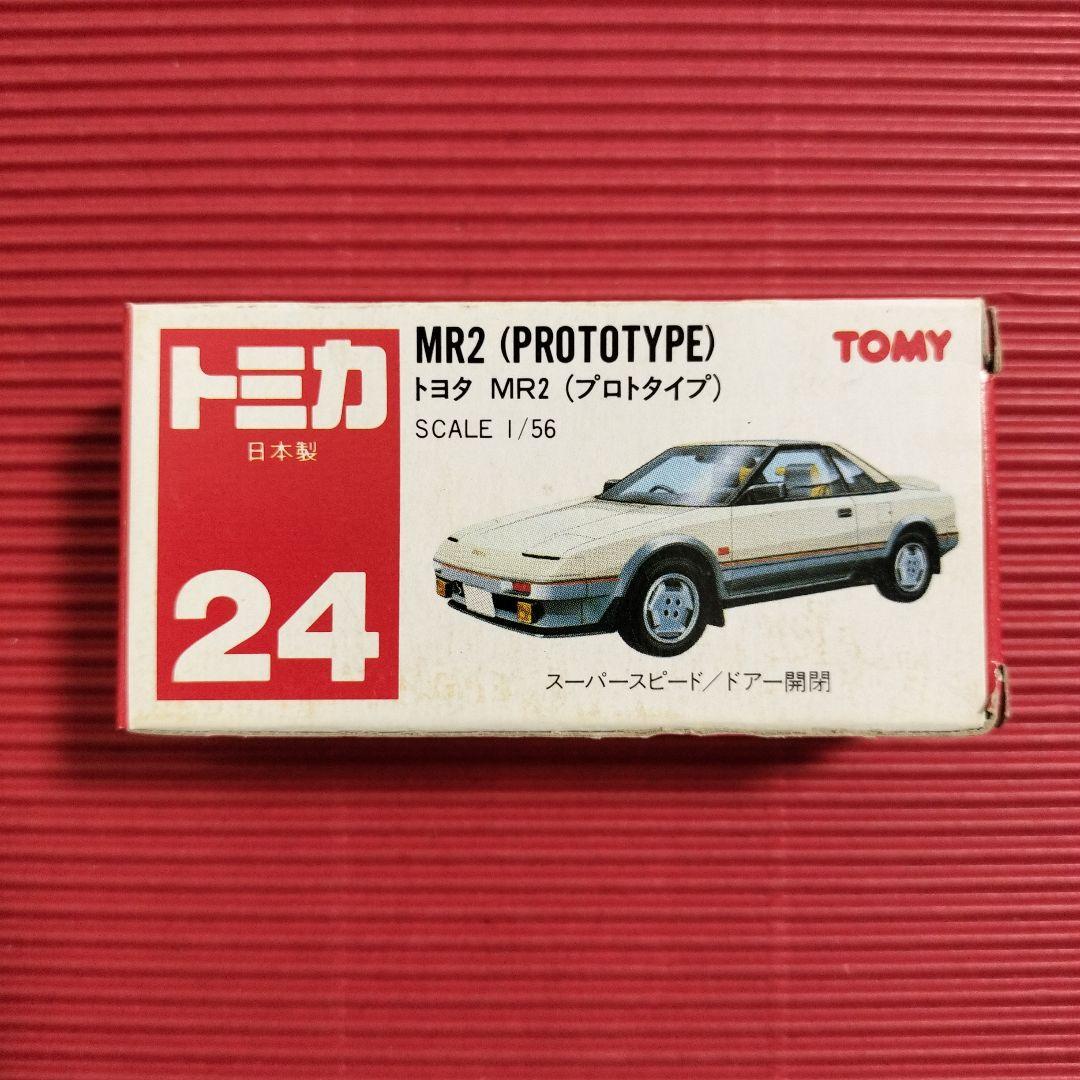 トミカ
日本製
24
MR2 (PROTOTYPE)
トヨタ MR2 (プロトタイプ)
SCALE 1/56
TOMY
スーパースピード/ドアー開閉